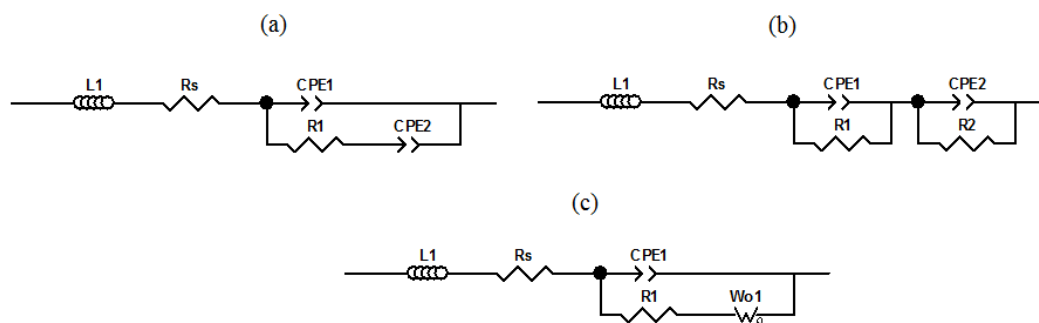 (a)
L1 Rs CPE1
R1 CPE2
(b)
L1 Rs CPE1 CPE2
R1 R2
(c)
L1 Rs CPE1
R1 Wo1